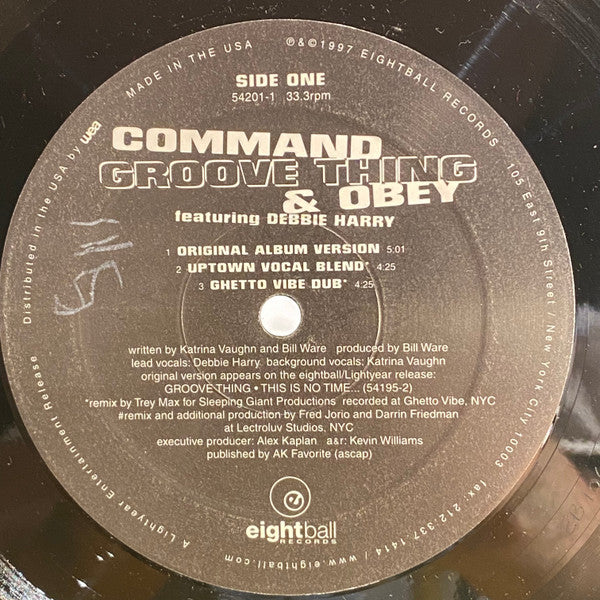 MADE IN THE USA
℗&©1997 EIGHTBALL RECORDS
105 East 9th Street / New York City 10003
fax. 212 337 1414 / www.eightball.com
A Lightyear Entertainment Release
Distributed in the USA by wea
SIDE ONE
54201-1 33.3rpm
COMMAND
GROOVE THING
& OBEY
featuring DEBBIE HARRY
1 ORIGINAL ALBUM VERSION 5:01
2 UPTOWN VOCAL BLEND* 4:25
3 GHETTO VIBE DUB* 4:25
written by Katrina Vaughn and Bill Ware produced by Bill Ware
lead vocals: Debbie Harry. background vocals: Katrina Vaughn
original version appears on the eightball/Lightyear release:
GROOVE THING • THIS IS NO TIME... (54195-2)
*remix by Trey Max for Sleeping Giant Productions recorded at Ghetto Vibe, NYC
#remix and additional production by Fred Jorio and Darrin Friedman
at Lectroluv Studios, NYC
executive producer: Alex Kaplan a&r: Kevin Williams
published by AK Favorite (ascap)
eightball
RECORDS